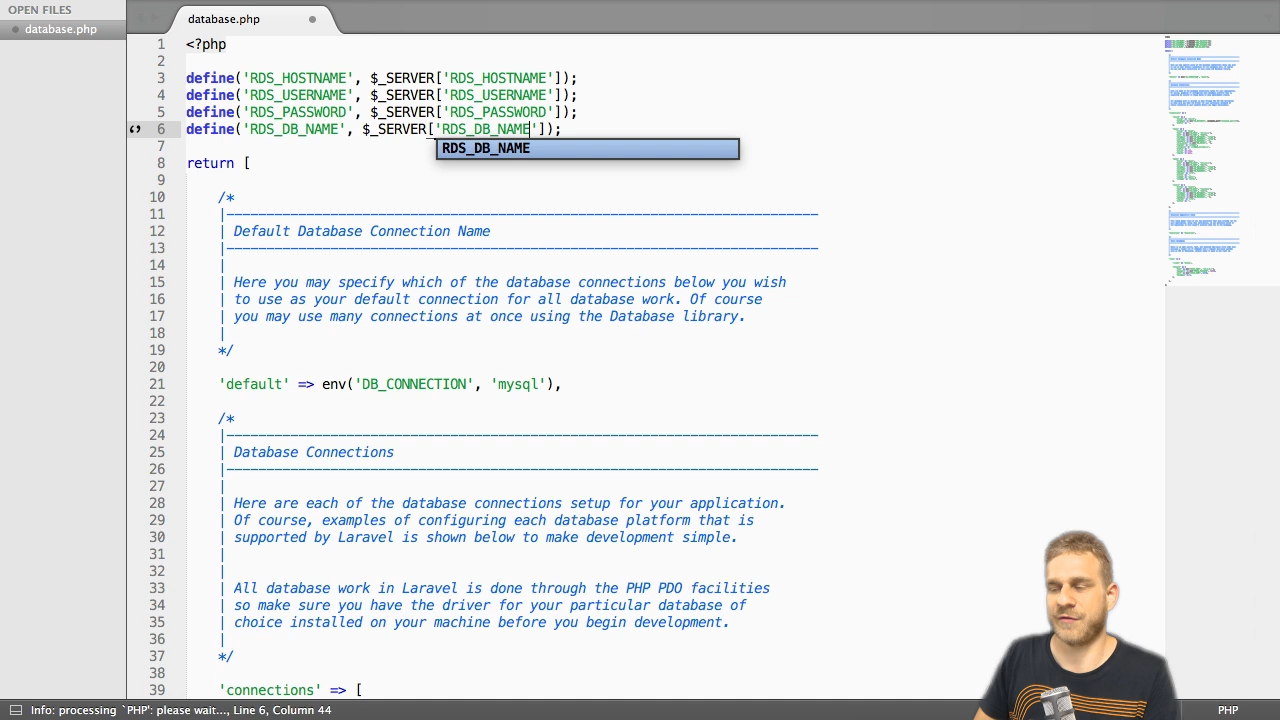 OPEN FILES
database.php
database.php
1 <?php
2
3 define('RDS_HOSTNAME', $_SERVER['RDS_HOSTNAME']);
4 define('RDS_USERNAME', $_SERVER['RDS_USERNAME']);
5 define('RDS_PASSWORD', $_SERVER['RDS_PASSWORD']);
6 define('RDS_DB_NAME', $_SERVER['RDS_DB_NAME']);
RDS_DB_NAME
7
8 return [
9
10 /*
11 |--------------------------------------------------------------------------
12 | Default Database Connection Name
13 |--------------------------------------------------------------------------
14 |
15 | Here you may specify which of the database connections below you wish
16 | to use as your default connection for all database work. Of course
17 | you may use many connections at once using the Database library.
18 |
19 */
20
21 'default' => env('DB_CONNECTION', 'mysql'),
22
23 /*
24 |--------------------------------------------------------------------------
25 | Database Connections
26 |--------------------------------------------------------------------------
27 |
28 | Here are each of the database connections setup for your application.
29 | Of course, examples of configuring each database platform that is
30 | supported by Laravel is shown below to make development simple.
31 |
32 |
33 | All database work in Laravel is done through the PHP PDO facilities
34 | so make sure you have the driver for your particular database of
35 | choice installed on your machine before you begin development.
36 |
37 */
38
39 'connections' => [
Info: processing `PHP': please wait..., Line 6, Column 44
PHP